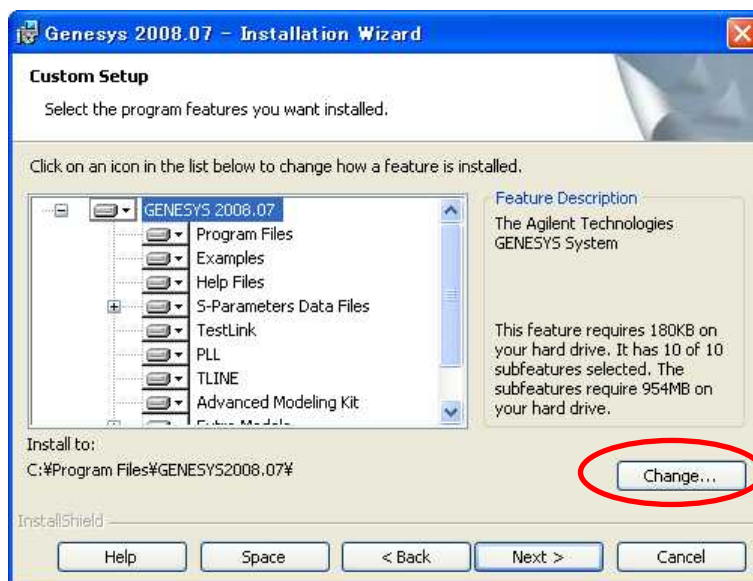 Genesys 2008.07 - Installation Wizard
Custom Setup
Select the program features you want installed.
Click on an icon in the list below to change how a feature is installed.
GENESYS 2008.07
Program Files
Examples
Help Files
S-Parameters Data Files
TestLink
PLL
TLINE
Advanced Modeling Kit
Feature Description
The Agilent Technologies
GENESYS System
This feature requires 180KB on
your hard drive. It has 10 of 10
subfeatures selected. The
subfeatures require 954MB on
your hard drive.
Install to:
C:¥Program Files¥GENESYS2008.07¥
Change...
InstallShield
Help
Space
< Back
Next >
Cancel